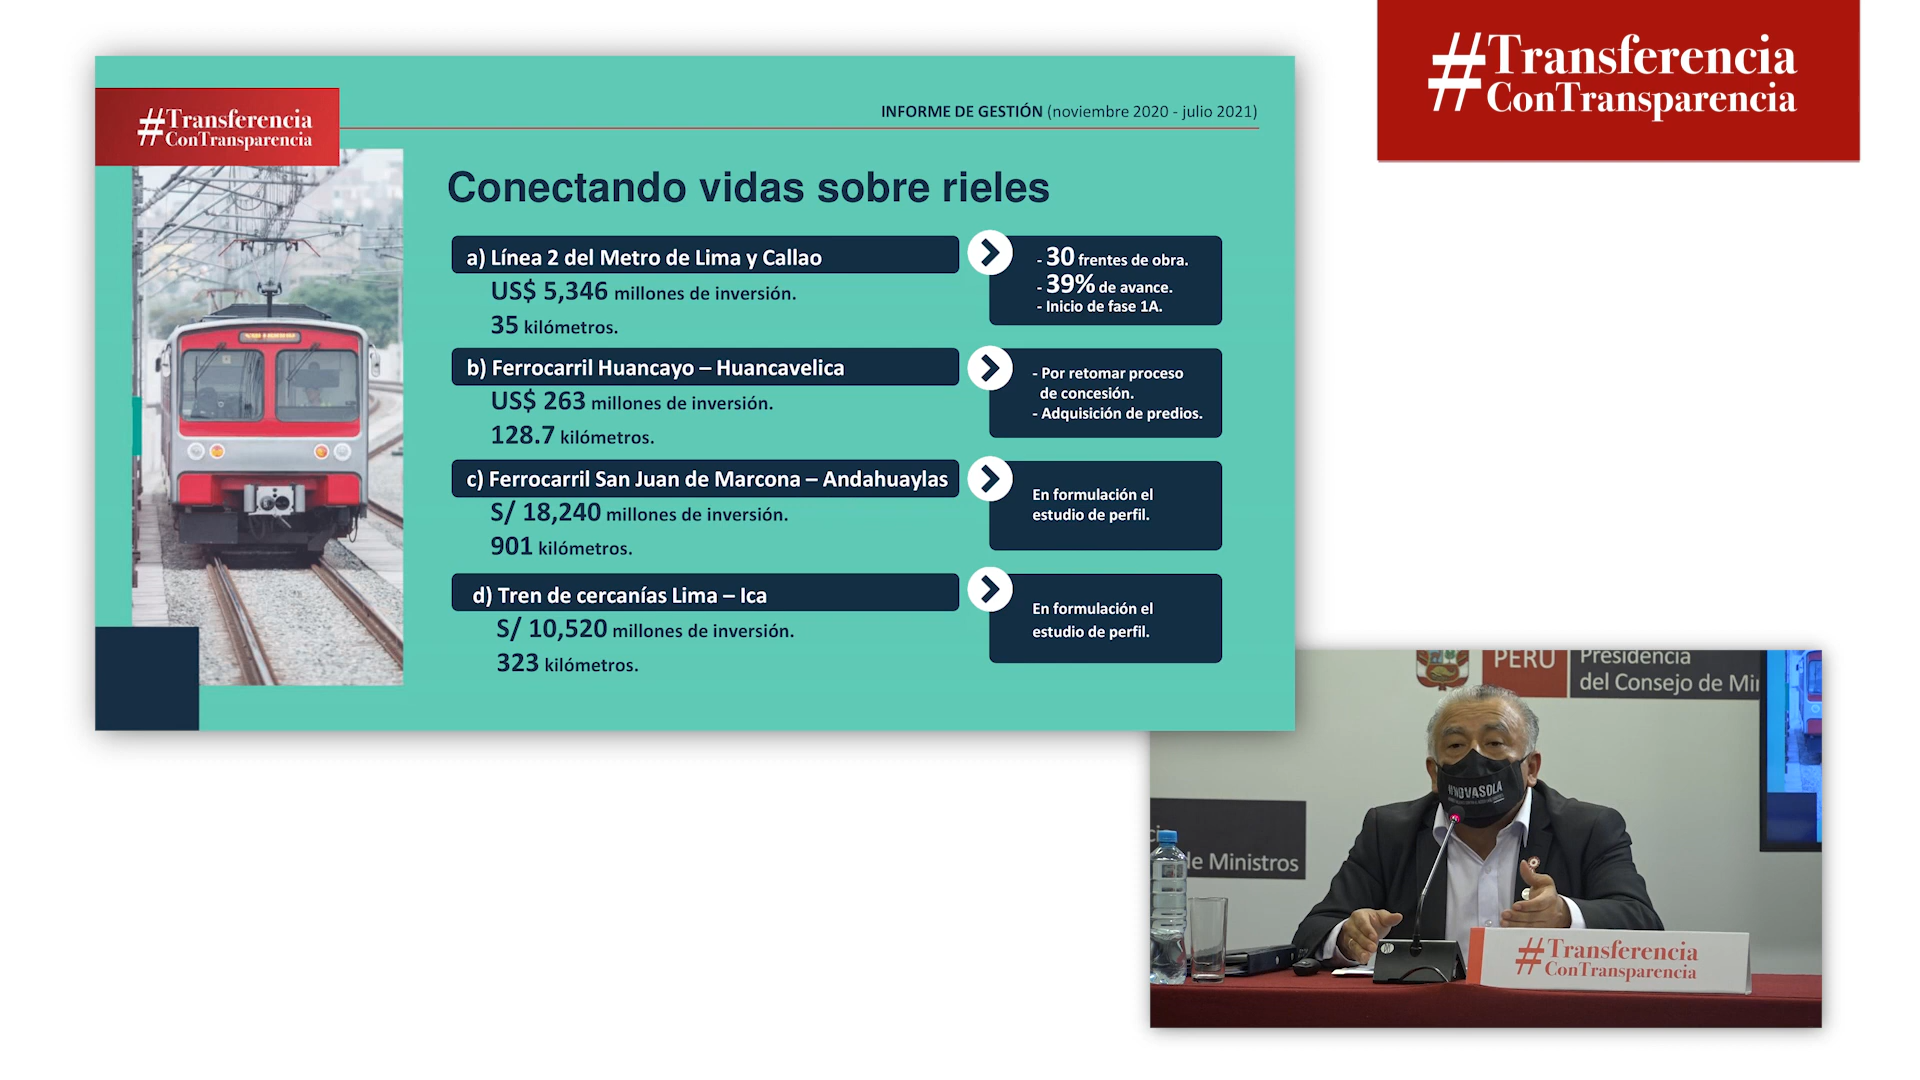 #Transferencia
ConTransparencia
#Transferencia
ConTransparencia
INFORME DE GESTIÓN (noviembre 2020 - julio 2021)
Conectando vidas sobre rieles
a) Línea 2 del Metro de Lima y Callao
US$ 5,346 millones de inversión.
35 kilómetros.
- 30 frentes de obra.
- 39% de avance.
- Inicio de fase 1A.
b) Ferrocarril Huancayo – Huancavelica
US$ 263 millones de inversión.
128.7 kilómetros.
- Por retomar proceso
de concesión.
- Adquisición de predios.
c) Ferrocarril San Juan de Marcona – Andahuaylas
S/ 18,240 millones de inversión.
901 kilómetros.
En formulación el
estudio de perfil.
d) Tren de cercanías Lima – Ica
S/ 10,520 millones de inversión.
323 kilómetros.
En formulación el
estudio de perfil.
PERÚ
Presidencia
del Consejo de Mi
de Ministros
#NOVASOLA
#Transferencia
ConTransparencia